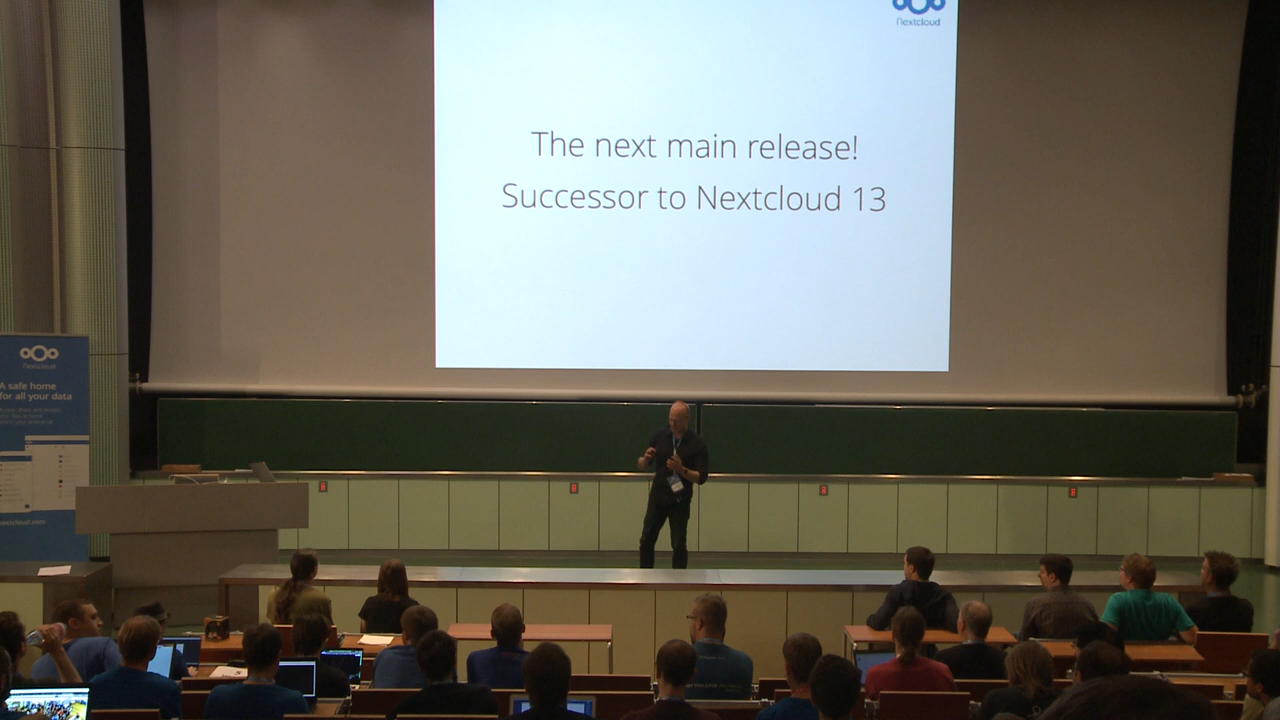 Nextcloud
The next main release!
Successor to Nextcloud 13
Nextcloud
A safe home
for all your data
nextcloud.com